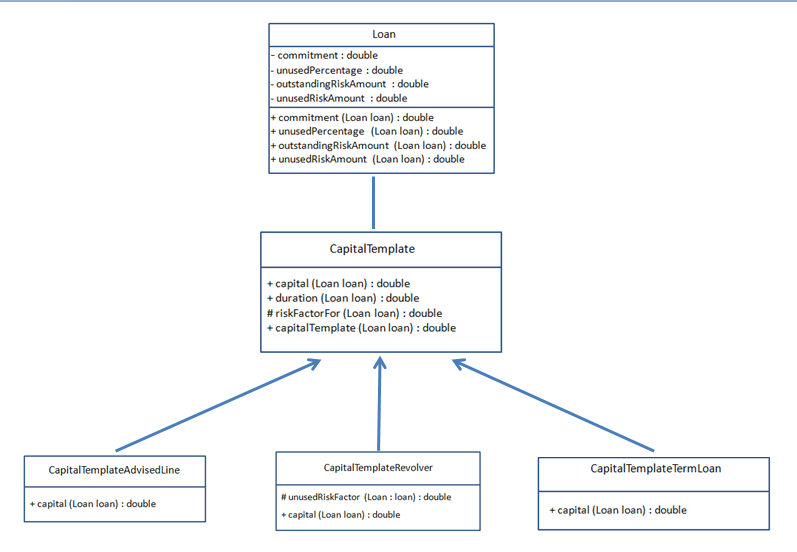 Loan
- commitment : double
- unusedPercentage : double
- outstandingRiskAmount : double
- unusedRiskAmount : double
+ commitment (Loan loan) : double
+ unusedPercentage (Loan loan) : double
+ outstandingRiskAmount (Loan loan) : double
+ unusedRiskAmount (Loan loan) : double
CapitalTemplate
+ capital (Loan loan) : double
+ duration (Loan loan) : double
# riskFactorFor (Loan loan) : double
+ capitalTemplate (Loan loan) : double
CapitalTemplateAdvisedLine
+ capital (Loan loan) : double
CapitalTemplateRevolver
# unusedRiskFactor (Loan : loan) : double
+ capital (Loan loan) : double
CapitalTemplateTermLoan
+ capital (Loan loan) : double